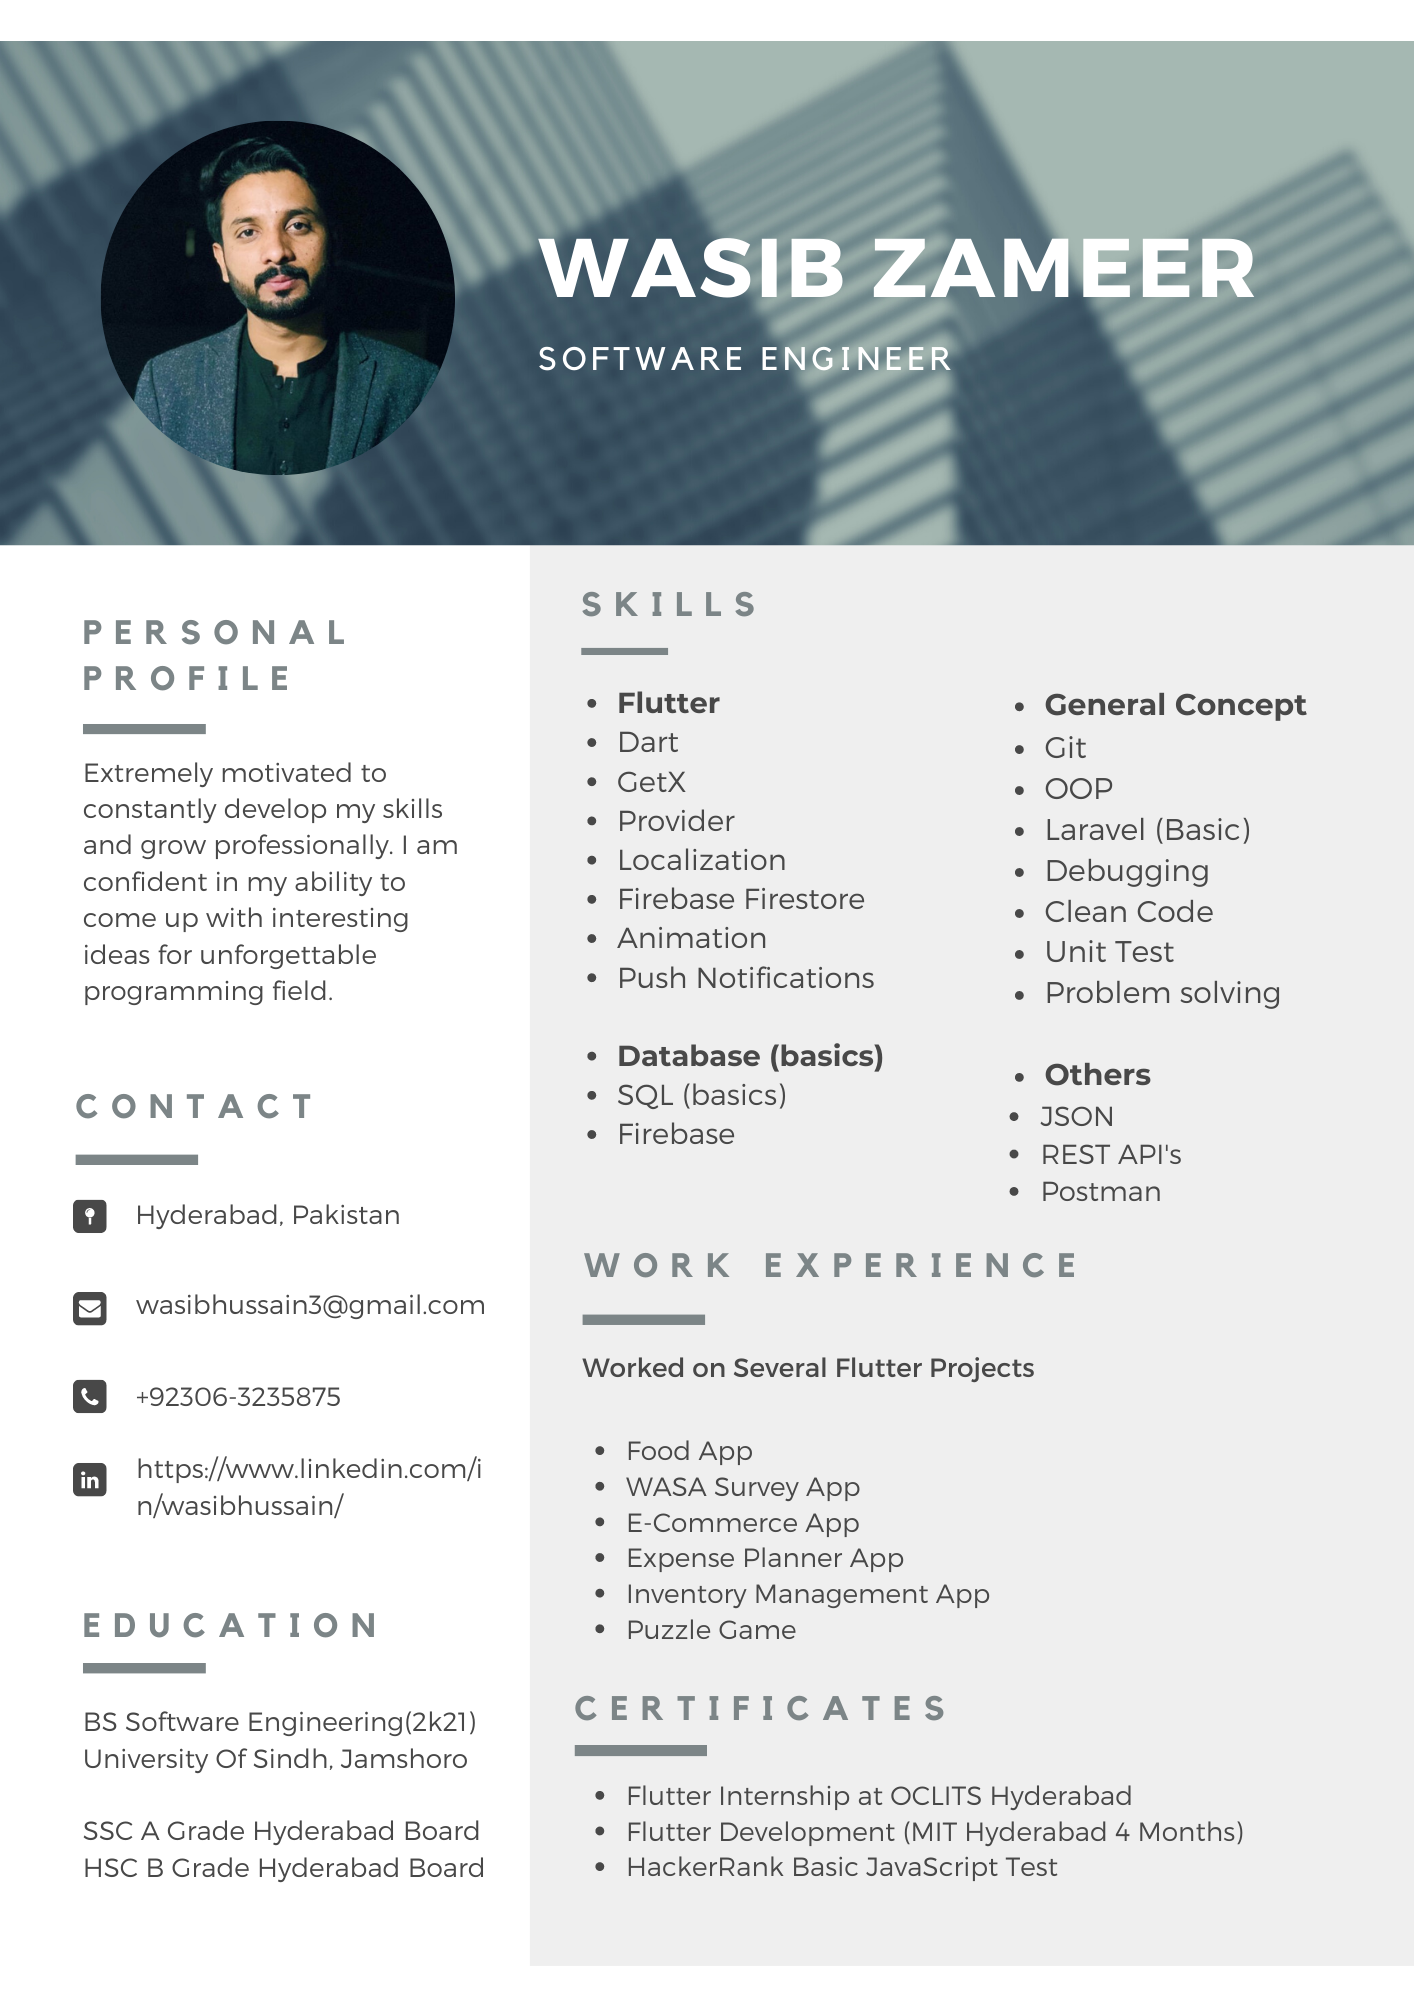 WASIB ZAMEER
SOFTWARE ENGINEER
PERSONAL
PROFILE
Extremely motivated to
constantly develop my skills
and grow professionally. I am
confident in my ability to
come up with interesting
ideas for unforgettable
programming field.
CONTACT
Hyderabad, Pakistan
wasibhussain3@gmail.com
+92306-3235875
https://www.linkedin.com/i
n/wasibhussain/
EDUCATION
BS Software Engineering(2k21)
University Of Sindh, Jamshoro
SSC A Grade Hyderabad Board
HSC B Grade Hyderabad Board
SKILLS
• Flutter
• Dart
• GetX
• Provider
• Localization
• Firebase Firestore
• Animation
• Push Notifications
• Database (basics)
• SQL (basics)
• Firebase
• General Concept
• Git
• OOP
• Laravel (Basic)
• Debugging
• Clean Code
• Unit Test
• Problem solving
• Others
• JSON
• REST API's
• Postman
WORK EXPERIENCE
Worked on Several Flutter Projects
• Food App
• WASA Survey App
• E-Commerce App
• Expense Planner App
• Inventory Management App
• Puzzle Game
CERTIFICATES
• Flutter Internship at OCLITS Hyderabad
• Flutter Development (MIT Hyderabad 4 Months)
• HackerRank Basic JavaScript Test